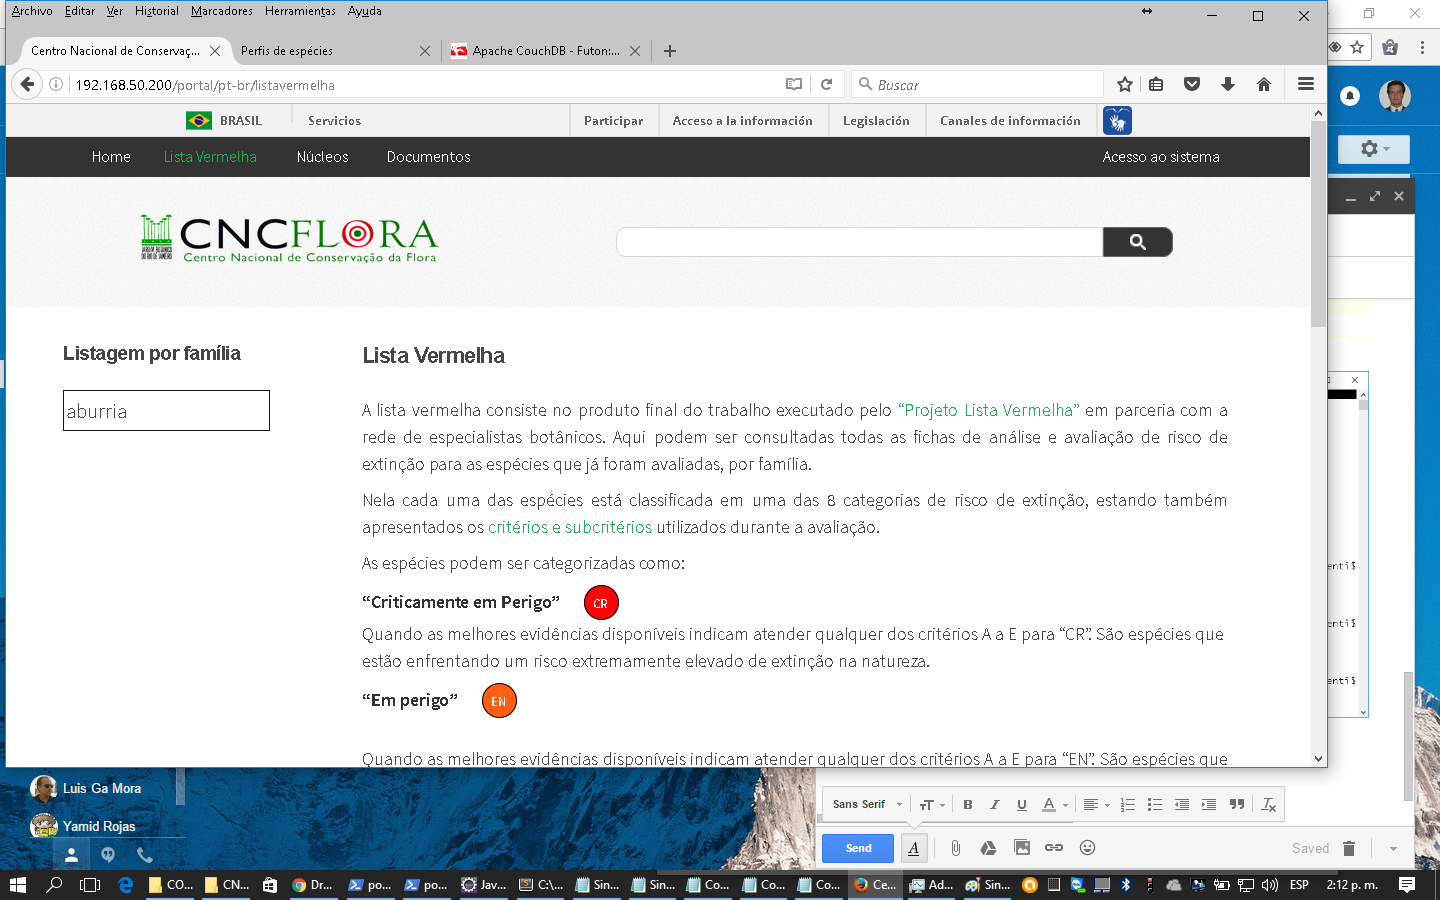 Archivo Editar Ver Historial Marcadores Herramientas Ayuda
Centro Nacional de Conservaç...
Perfis de espécies
Apache CouchDB - Futon:...
192.168.50.200/portal/pt-br/listavermelha
Buscar
BRASIL
Servicios
Participar
Acceso a la información
Legislación
Canales de información
Home
Lista Vermelha
Núcleos
Documentos
Acesso ao sistema
JARDIM BOTÂNICO
DO RIO DE JANEIRO
CNCFLORA
Centro Nacional de Conservação da Flora
Listagem por família
aburria
Lista Vermelha
A lista vermelha consiste no produto final do trabalho executado pelo “Projeto Lista Vermelha” em parceria com a
rede de especialistas botânicos. Aqui podem ser consultadas todas as fichas de análise e avaliação de risco de
extinção para as espécies que já foram avaliadas, por família.
Nela cada uma das espécies está classificada em uma das 8 categorias de risco de extinção, estando também
apresentados os critérios e subcritérios utilizados durante a avaliação.
As espécies podem ser categorizadas como:
“Criticamente em Perigo” CR
Quando as melhores evidências disponíveis indicam atender qualquer dos critérios A a E para “CR”. São espécies que
estão enfrentando um risco extremamente elevado de extinção na natureza.
“Em perigo” EN
Quando as melhores evidências disponíveis indicam atender qualquer dos critérios A a E para “EN”. São espécies que
enti$
enti$
enti$
Luis Ga Mora
Yamid Rojas
Sans Serif
Send
Saved
CO...
CN...
Dr...
po...
po...
Jav...
C:\...
Sin...
Sin...
Co...
Co...
Co...
Ce...
Ad...
Sin...
ESP
2:12 p. m.